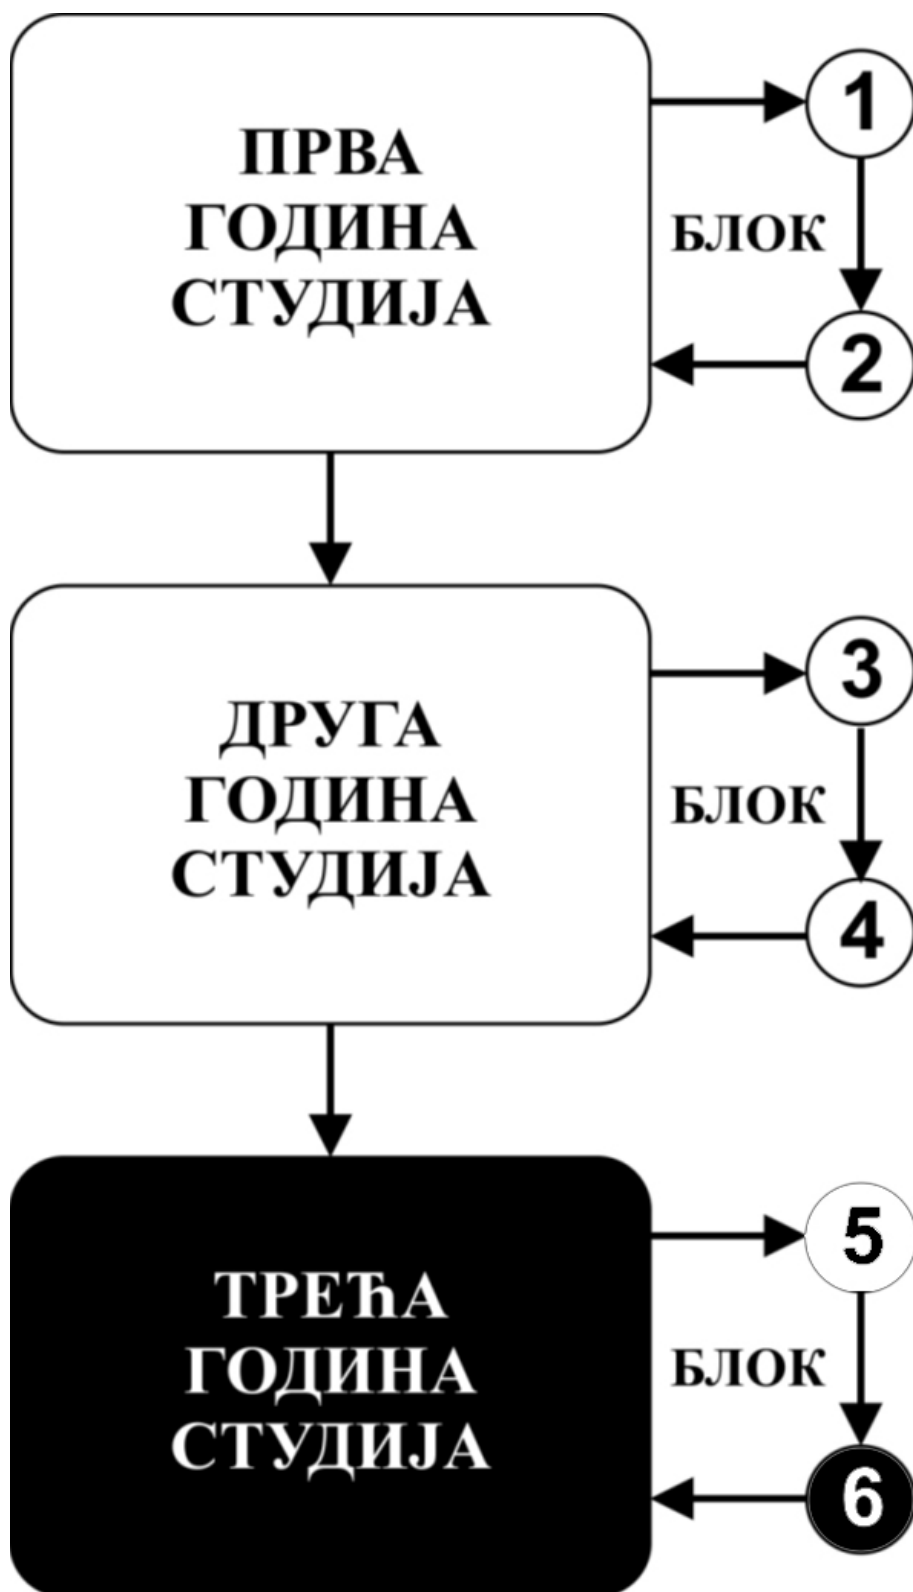 ПРВА
ГОДИНА
СТУДИЈА
1
БЛОК
2
ДРУГА
ГОДИНА
СТУДИЈА
3
БЛОК
4
ТРЕЋА
ГОДИНА
СТУДИЈА
5
БЛОК
6